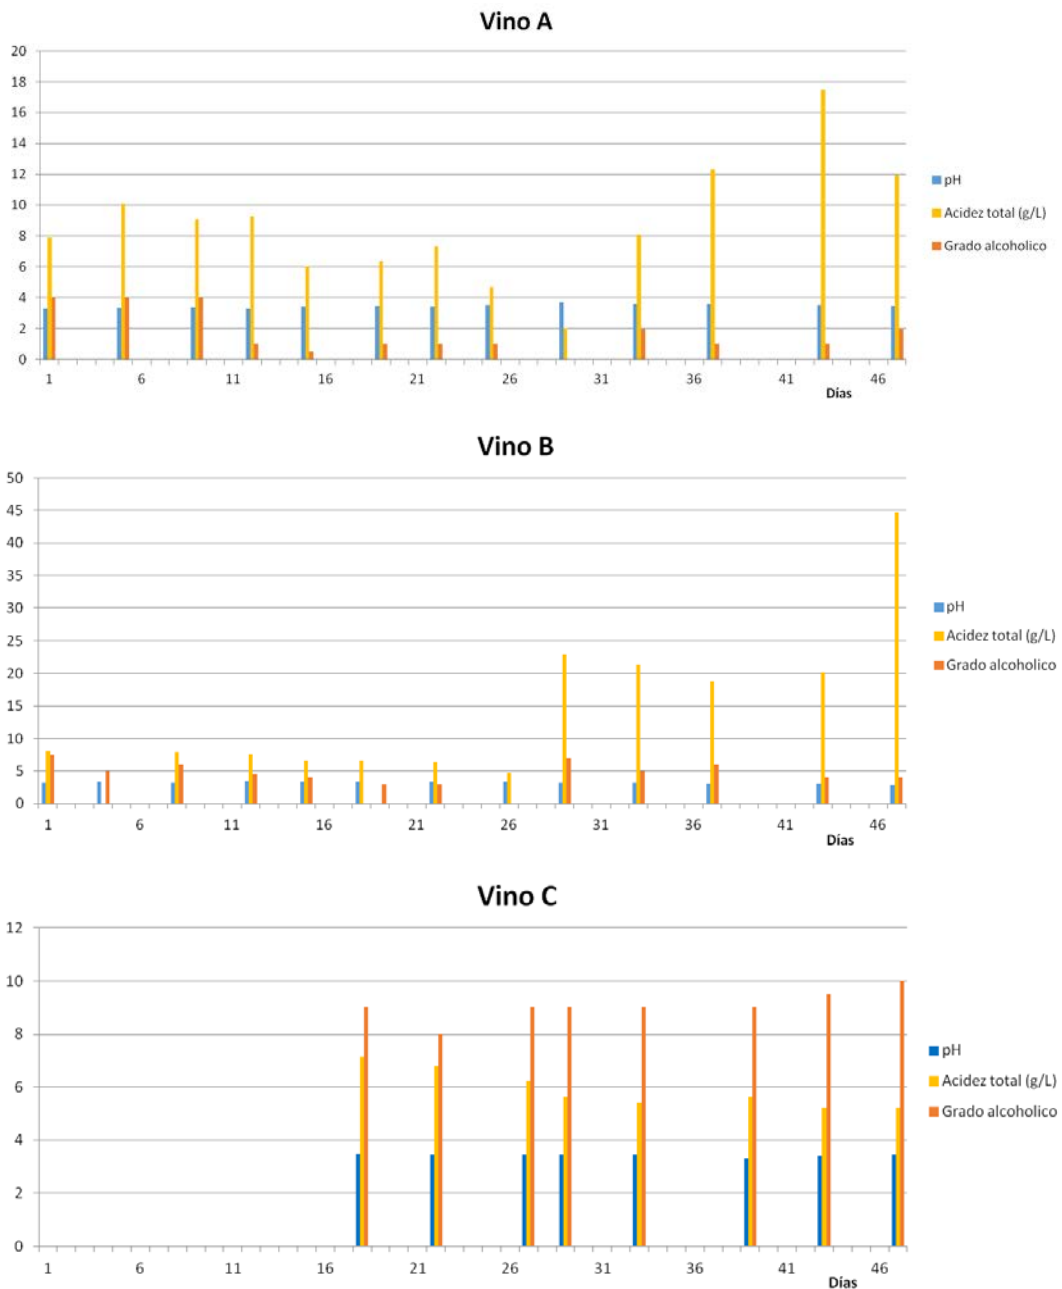 Vino A
20
18
16
14
12
10
8
6
4
2
0
1 6 11 16 21 26 31 36 41 46
Días
pH
Acidez total (g/L)
Grado alcoholico
Vino B
50
45
40
35
30
25
20
15
10
5
0
1 6 11 16 21 26 31 36 41 46
Días
pH
Acidez total (g/L)
Grado alcoholico
Vino C
12
10
8
6
4
2
0
1 6 11 16 21 26 31 36 41 46
Días
pH
Acidez total (g/L)
Grado alcoholico